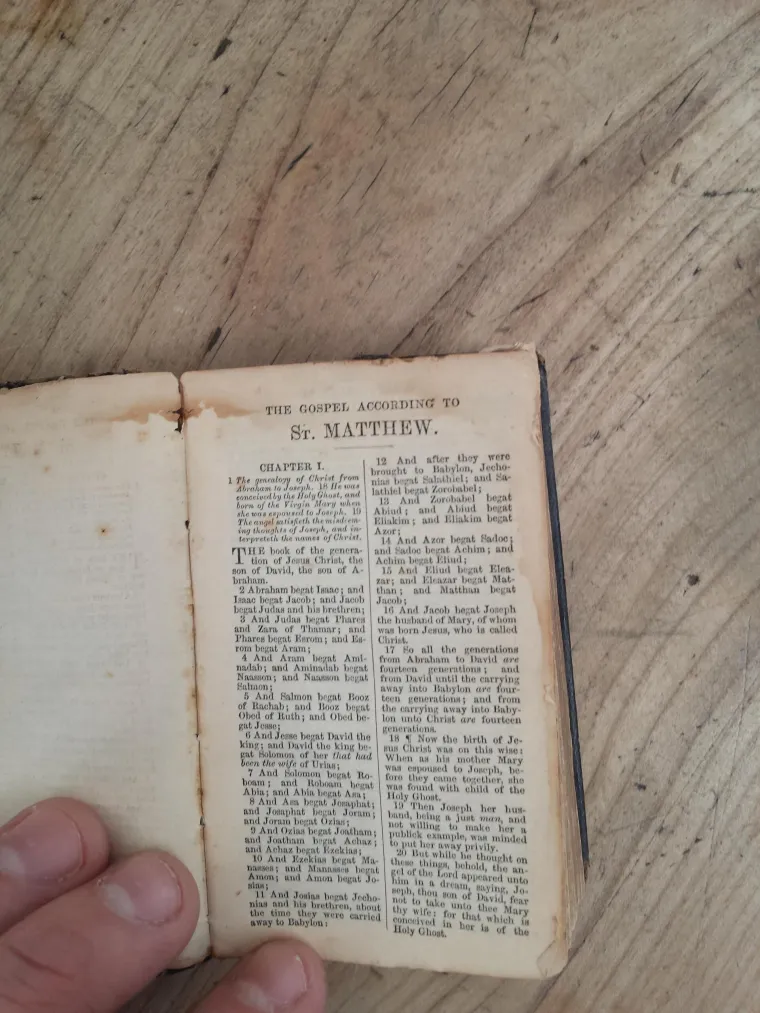 THE GOSPEL ACCORDING TO
ST. MATTHEW.
CHAPTER I.
1 The genealogy of Christ from
Abraham to Joseph. 18 He was
conceived by the Holy Ghost, and
born of the Virgin Mary when
she was espoused to Joseph. 19
The angel satisfieth the misdeem-
ing thoughts of Joseph, and in-
terpreteth the names of Christ.
THE book of the genera-
tion of Jesus Christ, the
son of David, the son of A-
braham.
2 Abraham begat Isaac; and
Isaac begat Jacob; and Jacob
begat Judas and his brethren;
3 And Judas begat Phares
and Zara of Thamar; and
Phares begat Esrom; and Es-
rom begat Aram;
4 And Aram begat Ami-
nadab; and Aminadab begat
Naasson; and Naasson begat
Salmon;
5 And Salmon begat Booz
of Rachab; and Booz begat
Obed of Ruth; and Obed be-
gat Jesse;
6 And Jesse begat David the
king; and David the king be-
gat Solomon of her that had
been the wife of Urias;
7 And Solomon begat Ro-
boam; and Roboam begat
Abia; and Abia begat Asa;
8 And Asa begat Josaphat;
and Josaphat begat Joram;
and Joram begat Ozias;
9 And Ozias begat Joatham;
and Joatham begat Achaz;
and Achaz begat Ezekias;
10 And Ezekias begat Ma-
nasses; and Manasses begat
Amon; and Amon begat Jo-
sias;
11 And Josias begat Jecho-
nias and his brethren, about
the time they were carried
away to Babylon:
12 And after they were
brought to Babylon, Jecho-
nias begat Salathiel; and Sa-
lathiel begat Zorobabel;
13 And Zorobabel begat
Abiud; and Abiud begat
Eliakim; and Eliakim begat
Azor;
14 And Azor begat Sadoc;
and Sadoc begat Achim; and
Achim begat Eliud;
15 And Eliud begat Elea-
zar; and Eleazar begat Mat-
than; and Matthan begat
Jacob;
16 And Jacob begat Joseph
the husband of Mary, of whom
was born Jesus, who is called
Christ.
17 So all the generations
from Abraham to David are
fourteen generations; and
from David until the carrying
away into Babylon are four-
teen generations; and from
the carrying away into Baby-
lon unto Christ are fourteen
generations.
18 ¶ Now the birth of Je-
sus Christ was on this wise:
When as his mother Mary
was espoused to Joseph, be-
fore they came together, she
was found with child of the
Holy Ghost.
19 Then Joseph her hus-
band, being a just man, and
not willing to make her a
publick example, was minded
to put her away privily.
20 But while he thought on
these things, behold, the an-
gel of the Lord appeared unto
him in a dream, saying, Jo-
seph, thou son of David, fear
not to take unto thee Mary
thy wife: for that which is
conceived in her is of the
Holy Ghost.